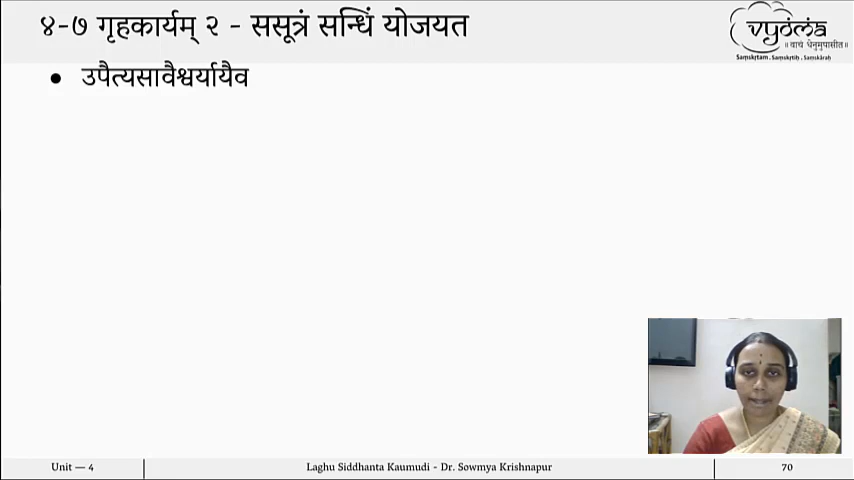 ४-७ गृहकार्यम् २ - ससूत्रं सन्धिं योजयत
vyoma
॥ वाचं धेनुमुपासीत ॥
Saṃskṛtam . Saṃskṛtiḥ . Saṃskāraḥ
• उपैत्यसावैश्वर्यायैव
Unit — 4
Laghu Siddhanta Kaumudi - Dr. Sowmya Krishnapur
70